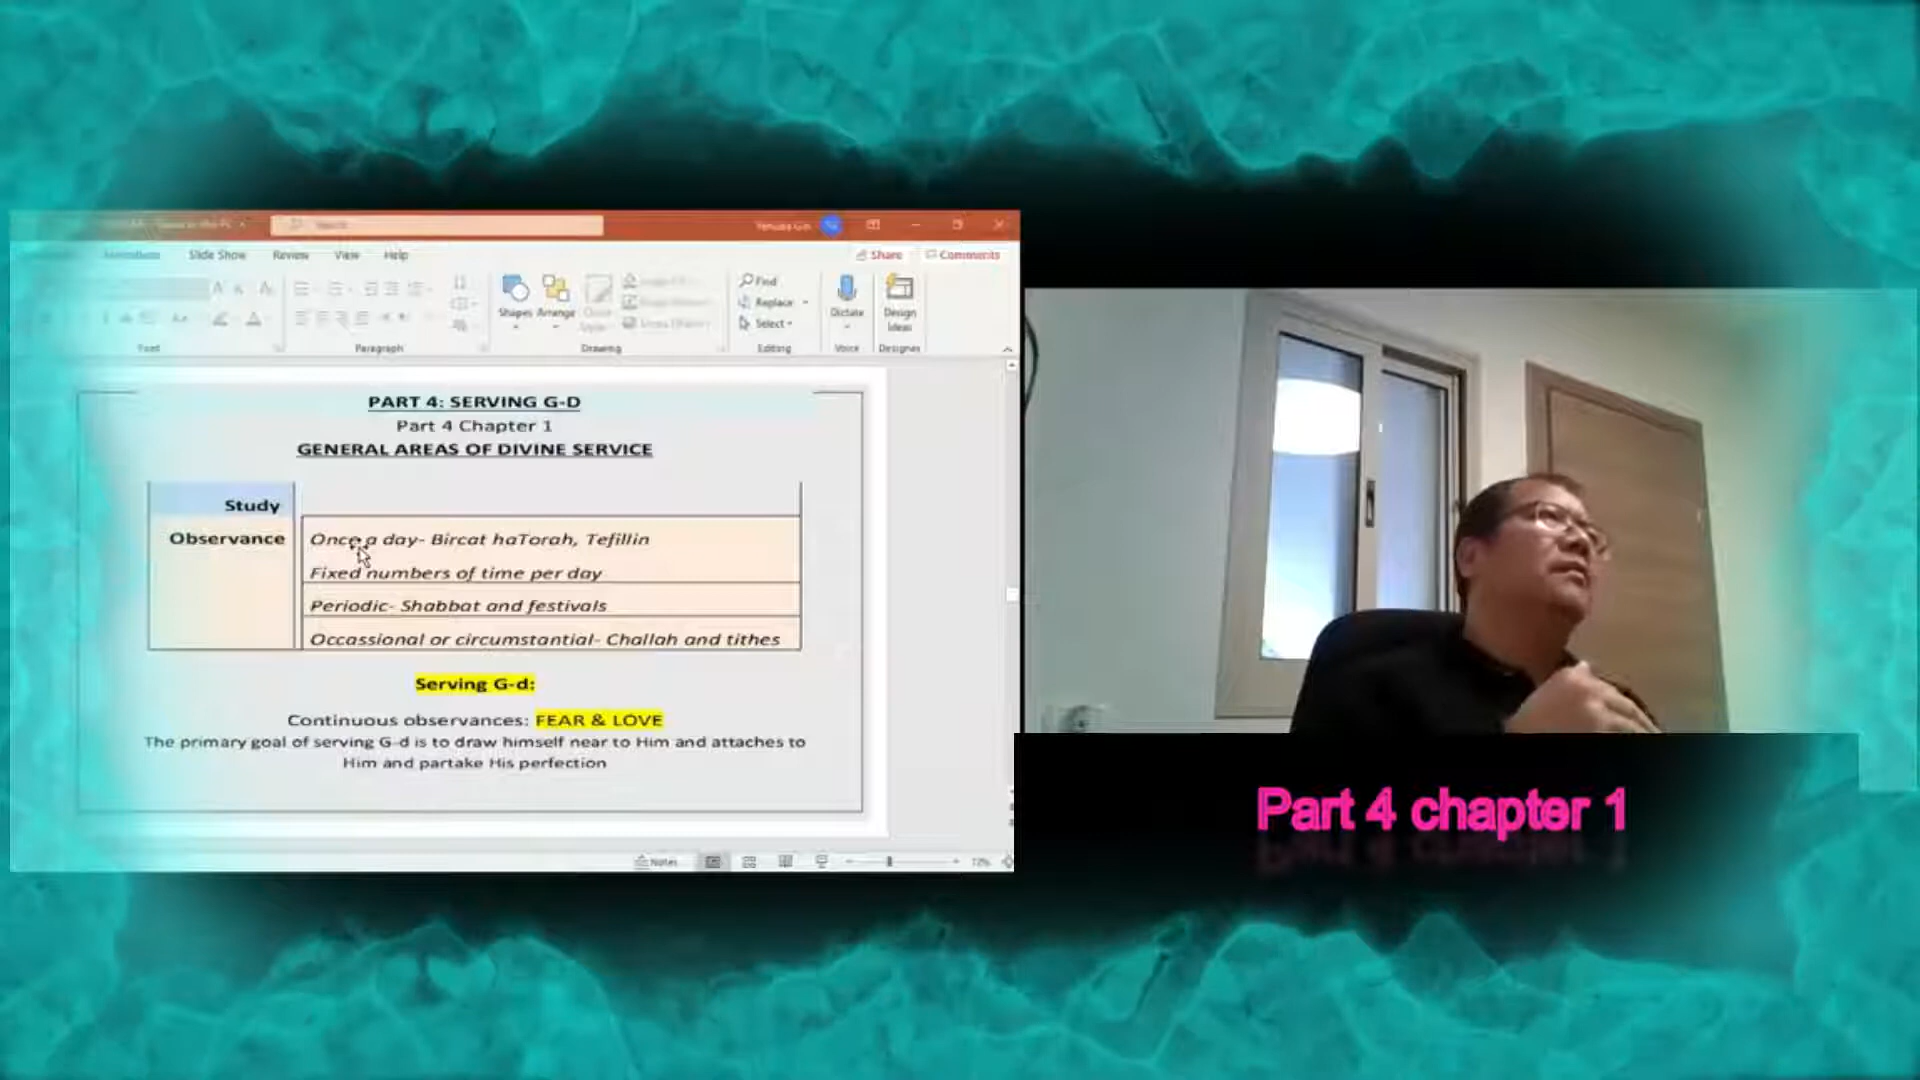 Search
Yehuda Gin
Slide Show
Review
View
Help
Share
Comments
Shapes
Arrange
Find
Replace
Select
Dictate
Design
Ideas
Font
Paragraph
Drawing
Editing
Voice
Designer
PART 4: SERVING G-D
Part 4 Chapter 1
GENERAL AREAS OF DIVINE SERVICE
Study
Observance
Once a day- Bircat haTorah, Tefillin
Fixed numbers of time per day
Periodic- Shabbat and festivals
Occassional or circumstantial- Challah and tithes
Serving G-d:
Continuous observances: FEAR & LOVE
The primary goal of serving G-d is to draw himself near to Him and attaches to
Him and partake His perfection
Notes
Part 4 chapter 1